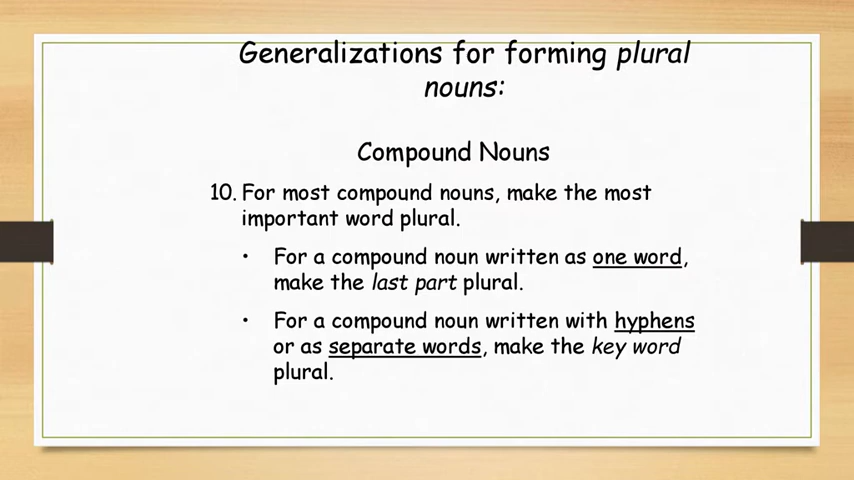 Generalizations for forming plural
nouns:
Compound Nouns
10. For most compound nouns, make the most
important word plural.
• For a compound noun written as one word,
make the last part plural.
• For a compound noun written with hyphens
or as separate words, make the key word
plural.